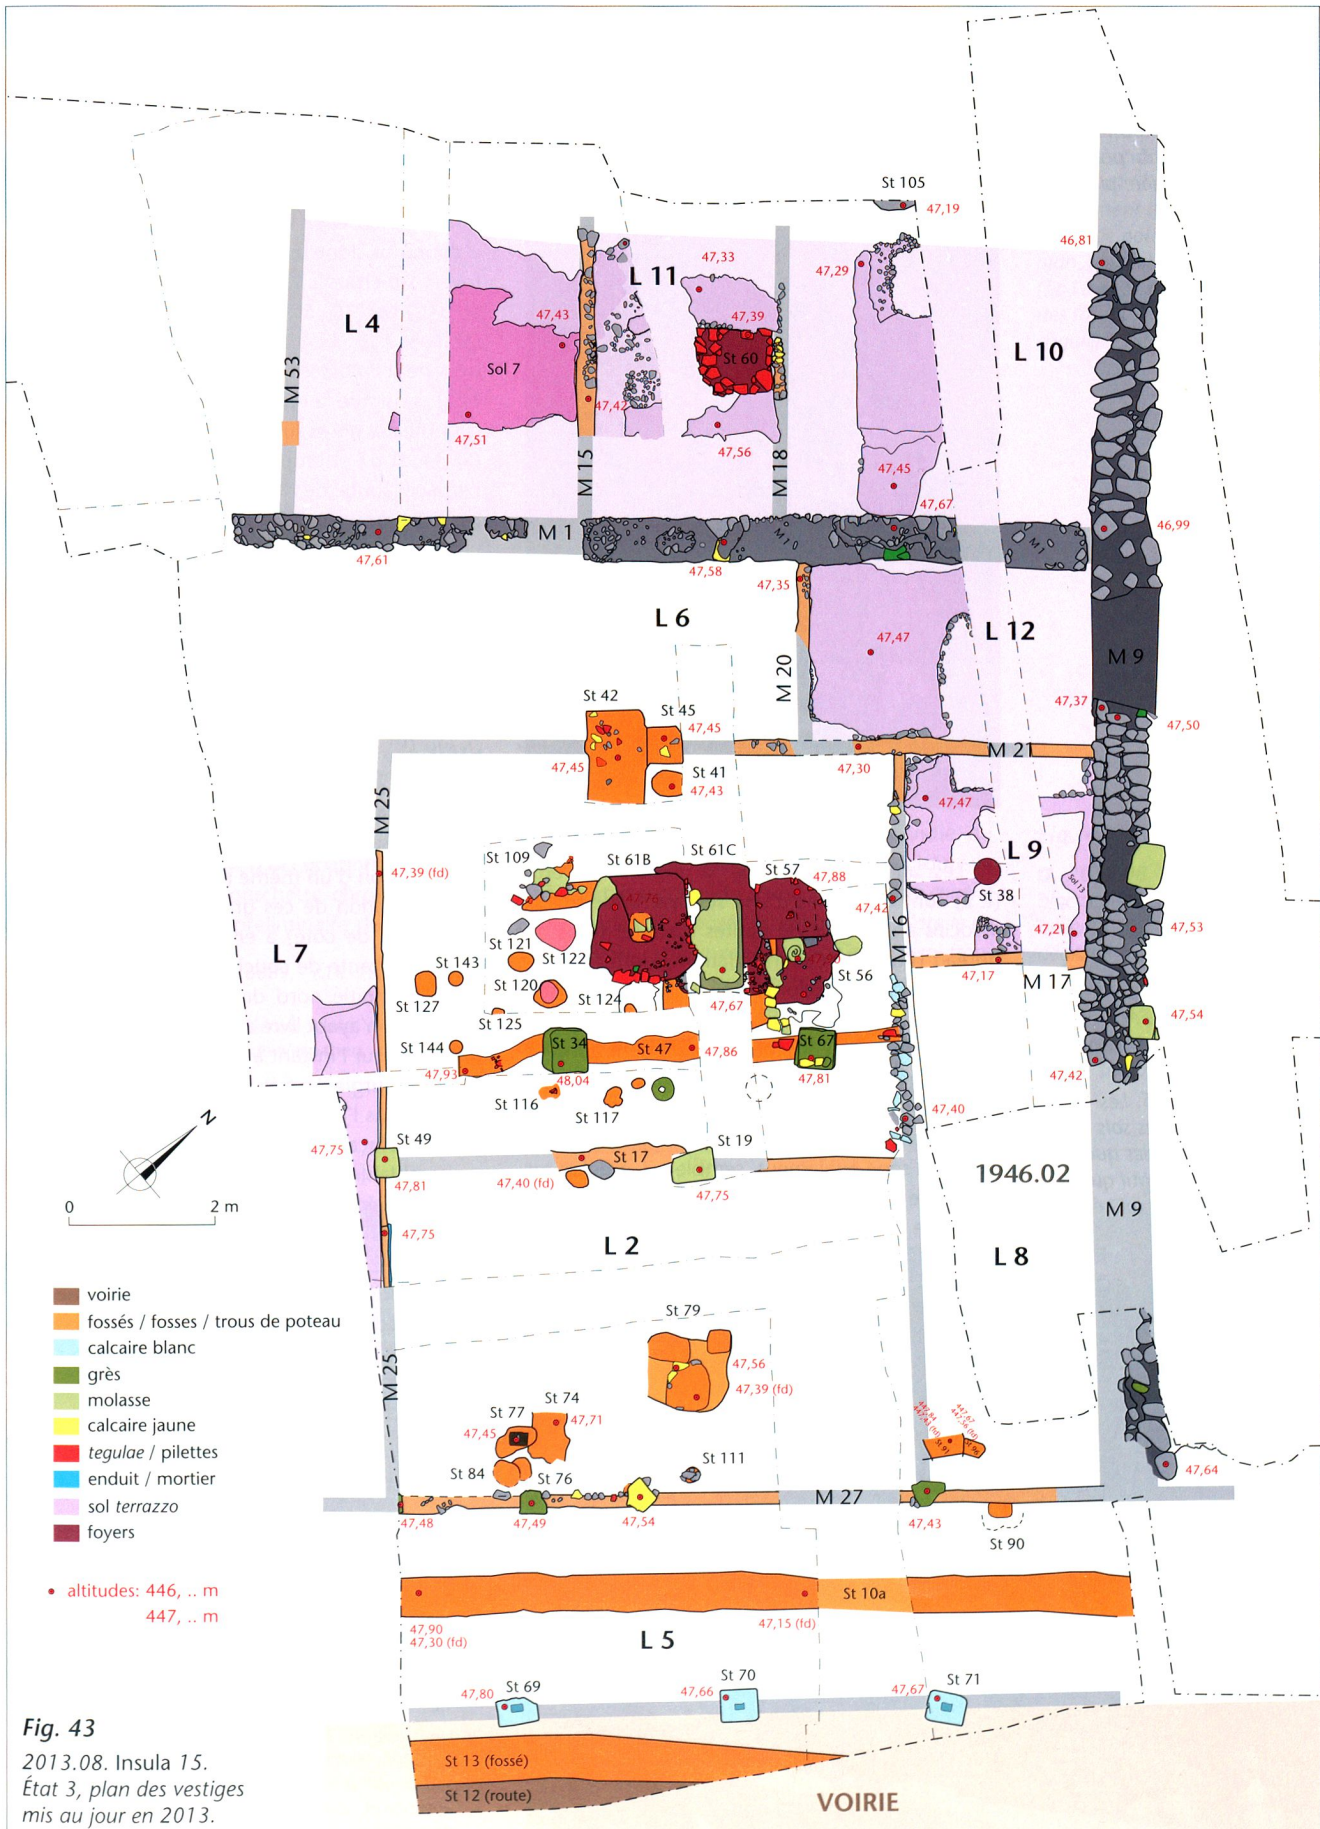 St 105
47,19
46,81
47,33
47,29
L 11
L 4
47,43
47,39
L 10
M 53
Sol 7
St 60
47,42
47,51
47,56
M 15
M 18
47,45
47,67
M 1
M 1
M 1
46,99
47,61
47,58
47,35
L 6
L 12
47,47
M 20
M 9
St 42
St 45
47,45
47,37
47,50
47,45
St 41
47,43
47,30
M 21
M 25
47,47
St 109
St 61B
St 61C
St 57
47,88
L 9
47,39 (fd)
47,76
47,42
M 16
Sol 13
St 38
St 121
47,21
47,53
L 7
St 122
St 143
St 56
47,17
M 17
St 120
St 124
47,67
St 127
St 125
47,54
St 144
St 34
St 47
47,86
St 67
47,93
48,04
47,81
47,42
St 116
St 117
47,40
N
47,75
St 49
St 17
St 19
47,81
47,40 (fd)
47,75
1946.02
0
2 m
M 9
47,75
L 2
L 8
voirie
fossés / fosses / trous de poteau
calcaire blanc
grès
molasse
calcaire jaune
tegulae / pilettes
enduit / mortier
sol terrazzo
foyers
St 79
47,56
M 25
47,39 (fd)
St 74
St 77
47,71
47,45
447,84
447,67
St 91
St 96
St 84
St 76
St 111
47,64
M 27
47,48
47,49
47,54
47,43
St 90
altitudes: 446, .. m
447, .. m
St 10a
47,90
47,30 (fd)
47,15 (fd)
L 5
St 69
St 70
St 71
47,80
47,66
47,67
Fig. 43
2013.08. Insula 15.
État 3, plan des vestiges
mis au jour en 2013.
St 13 (fossé)
St 12 (route)
VOIRIE